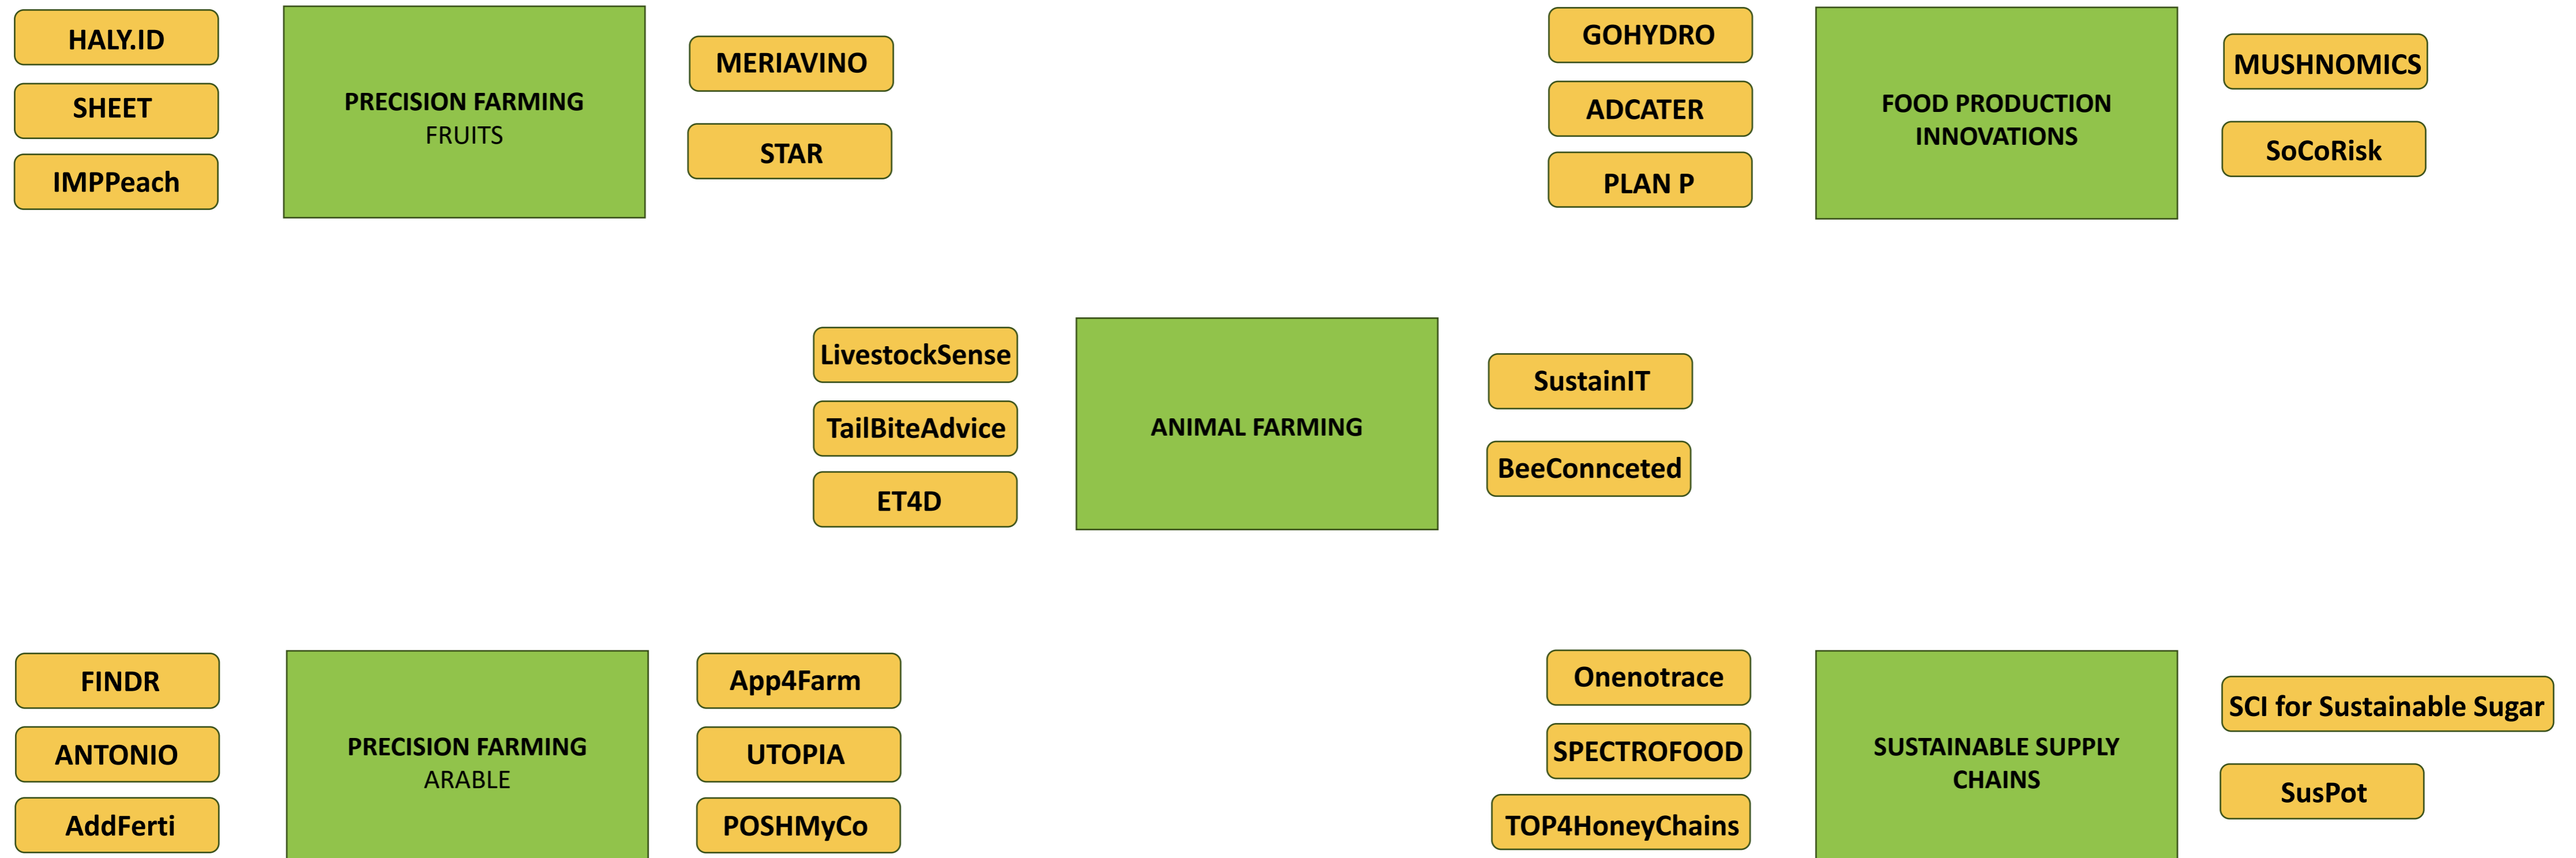 HALY.ID
SHEET
IMPPeach
PRECISION FARMING
FRUITS
MERIAVINO
STAR
GOHYDRO
ADCATER
PLAN P
FOOD PRODUCTION
INNOVATIONS
MUSHNOMICS
SoCoRisk
LivestockSense
TailBiteAdvice
ET4D
ANIMAL FARMING
SustainIT
BeeConnceted
FINDR
ANTONIO
AddFerti
PRECISION FARMING
ARABLE
App4Farm
UTOPIA
POSHMyCo
Onenotrace
SPECTROFOOD
TOP4HoneyChains
SUSTAINABLE SUPPLY
CHAINS
SCI for Sustainable Sugar
SusPot